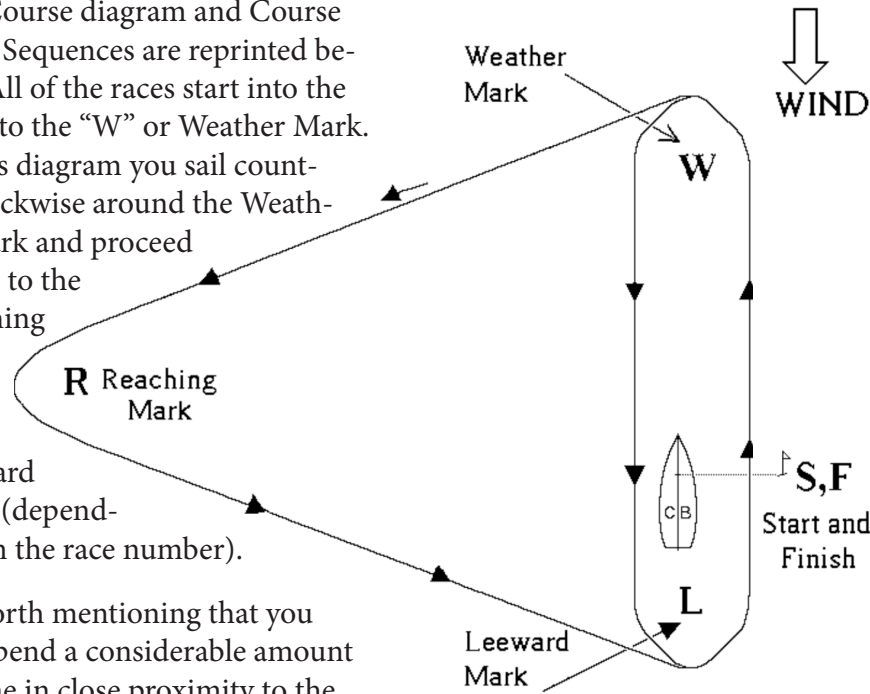 Course diagram and Course
Sequences are reprinted be-
All of the races start into the
to the “W” or Weather Mark.
s diagram you sail count-
ckwise around the Weath-
ark and proceed
to the
ning
ard
(depend-
n the race number).
orth mentioning that you
pend a considerable amount
ne in close proximity to the
Weather
Mark
WIND
W
R Reaching
Mark
CB
S,F
Start and
Finish
L
Leeward
Mark